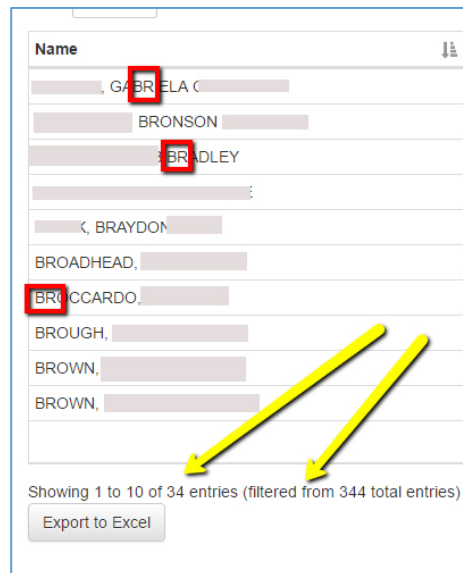 Name
GABRIELA
BRONSON
BRADLEY
BRAYDON
BROADHEAD,
BROCCARDO,
BROUGH,
BROWN,
BROWN,
Showing 1 to 10 of 34 entries (filtered from 344 total entries)
Export to Excel